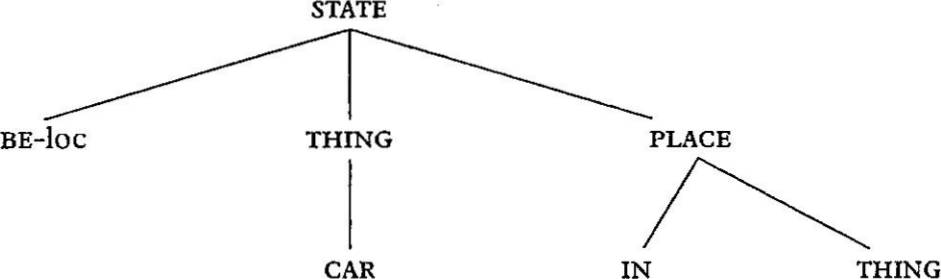 STATE
BE-loc THING PLACE
CAR IN THING